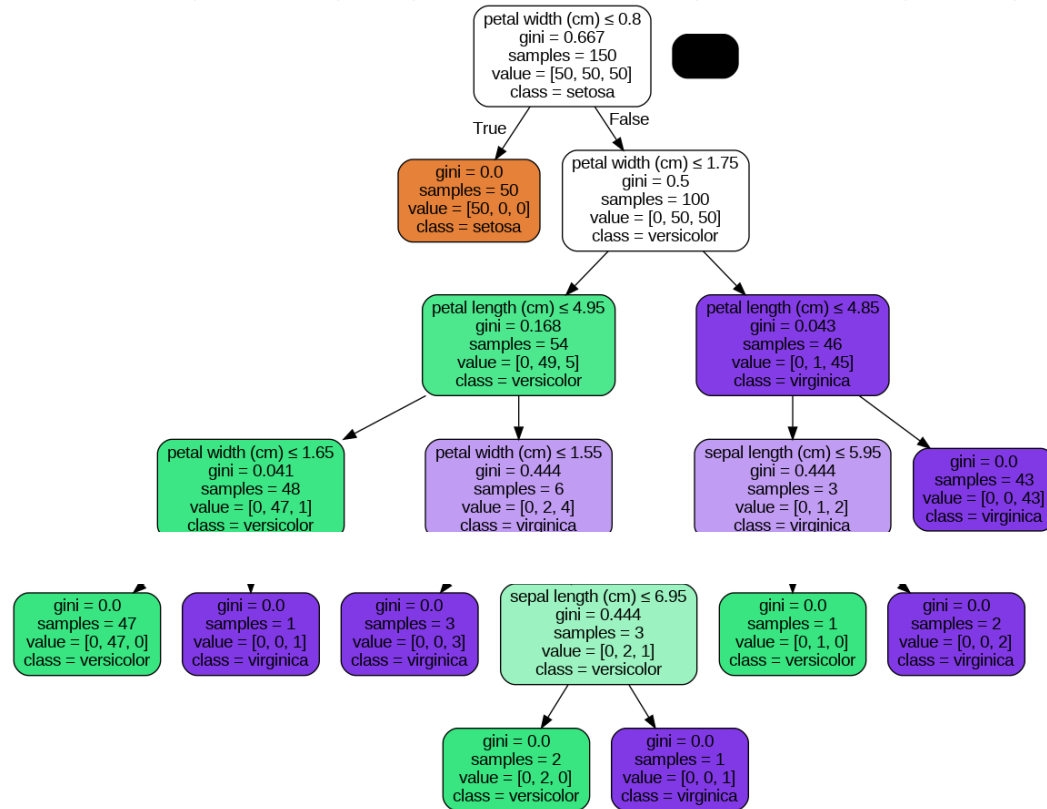 petal width (cm) ≤ 0.8
gini = 0.667
samples = 150
value = [50, 50, 50]
class = setosa
True
False
gini = 0.0
samples = 50
value = [50, 0, 0]
class = setosa
petal width (cm) ≤ 1.75
gini = 0.5
samples = 100
value = [0, 50, 50]
class = versicolor
petal length (cm) ≤ 4.95
gini = 0.168
samples = 54
value = [0, 49, 5]
class = versicolor
petal length (cm) ≤ 4.85
gini = 0.043
samples = 46
value = [0, 1, 45]
class = virginica
petal width (cm) ≤ 1.65
gini = 0.041
samples = 48
value = [0, 47, 1]
class = versicolor
petal width (cm) ≤ 1.55
gini = 0.444
samples = 6
value = [0, 2, 4]
class = virginica
sepal length (cm) ≤ 5.95
gini = 0.444
samples = 3
value = [0, 1, 2]
class = virginica
gini = 0.0
samples = 43
value = [0, 0, 43]
class = virginica
gini = 0.0
samples = 47
value = [0, 47, 0]
class = versicolor
gini = 0.0
samples = 1
value = [0, 0, 1]
class = virginica
gini = 0.0
samples = 3
value = [0, 0, 3]
class = virginica
sepal length (cm) ≤ 6.95
gini = 0.444
samples = 3
value = [0, 2, 1]
class = versicolor
gini = 0.0
samples = 1
value = [0, 1, 0]
class = versicolor
gini = 0.0
samples = 2
value = [0, 0, 2]
class = virginica
gini = 0.0
samples = 2
value = [0, 2, 0]
class = versicolor
gini = 0.0
samples = 1
value = [0, 0, 1]
class = virginica